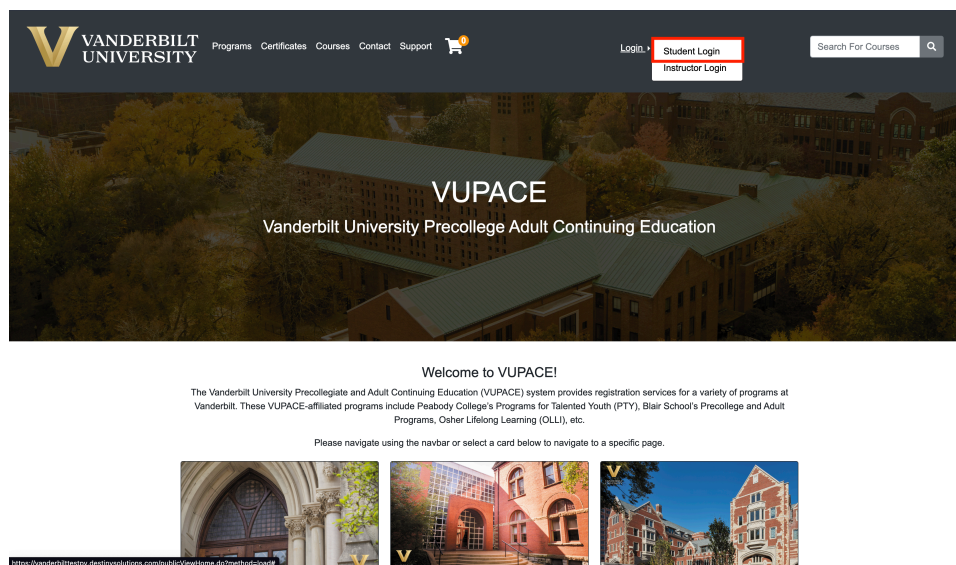 VANDERBILT
UNIVERSITY
Programs Certificates Courses Contact Support 0
Login
Student Login
Instructor Login
Search For Courses
VUPACE
Vanderbilt University Precollege Adult Continuing Education
Welcome to VUPACE!
The Vanderbilt University Precollegiate and Adult Continuing Education (VUPACE) system provides registration services for a variety of programs at
Vanderbilt. These VUPACE-affiliated programs include Peabody College's Programs for Talented Youth (PTY), Blair School's Precollege and Adult
Programs, Osher Lifelong Learning (OLLI), etc.
Please navigate using the navbar or select a card below to navigate to a specific page.
https://vanderbilttestpv.destinysolutions.com/publicViewHome.do?method=load#